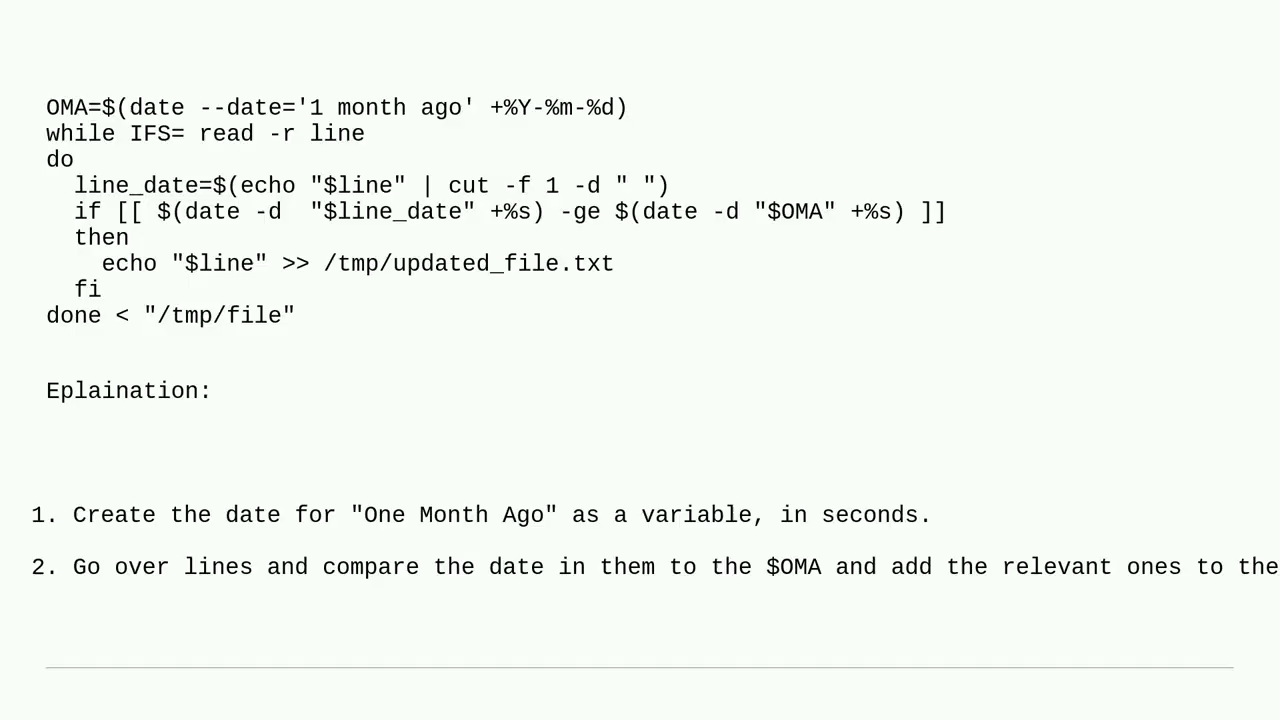 OMA=$(date --date='1 month ago' +%Y-%m-%d)
while IFS= read -r line
do
  line_date=$(echo "$line" | cut -f 1 -d " ")
  if [[ $(date -d  "$line_date" +%s) -ge $(date -d "$OMA" +%s) ]]
  then
    echo "$line" >> /tmp/updated_file.txt
  fi
done < "/tmp/file"
Eplaination:
1. Create the date for "One Month Ago" as a variable, in seconds.
2. Go over lines and compare the date in them to the $OMA and add the relevant ones to the